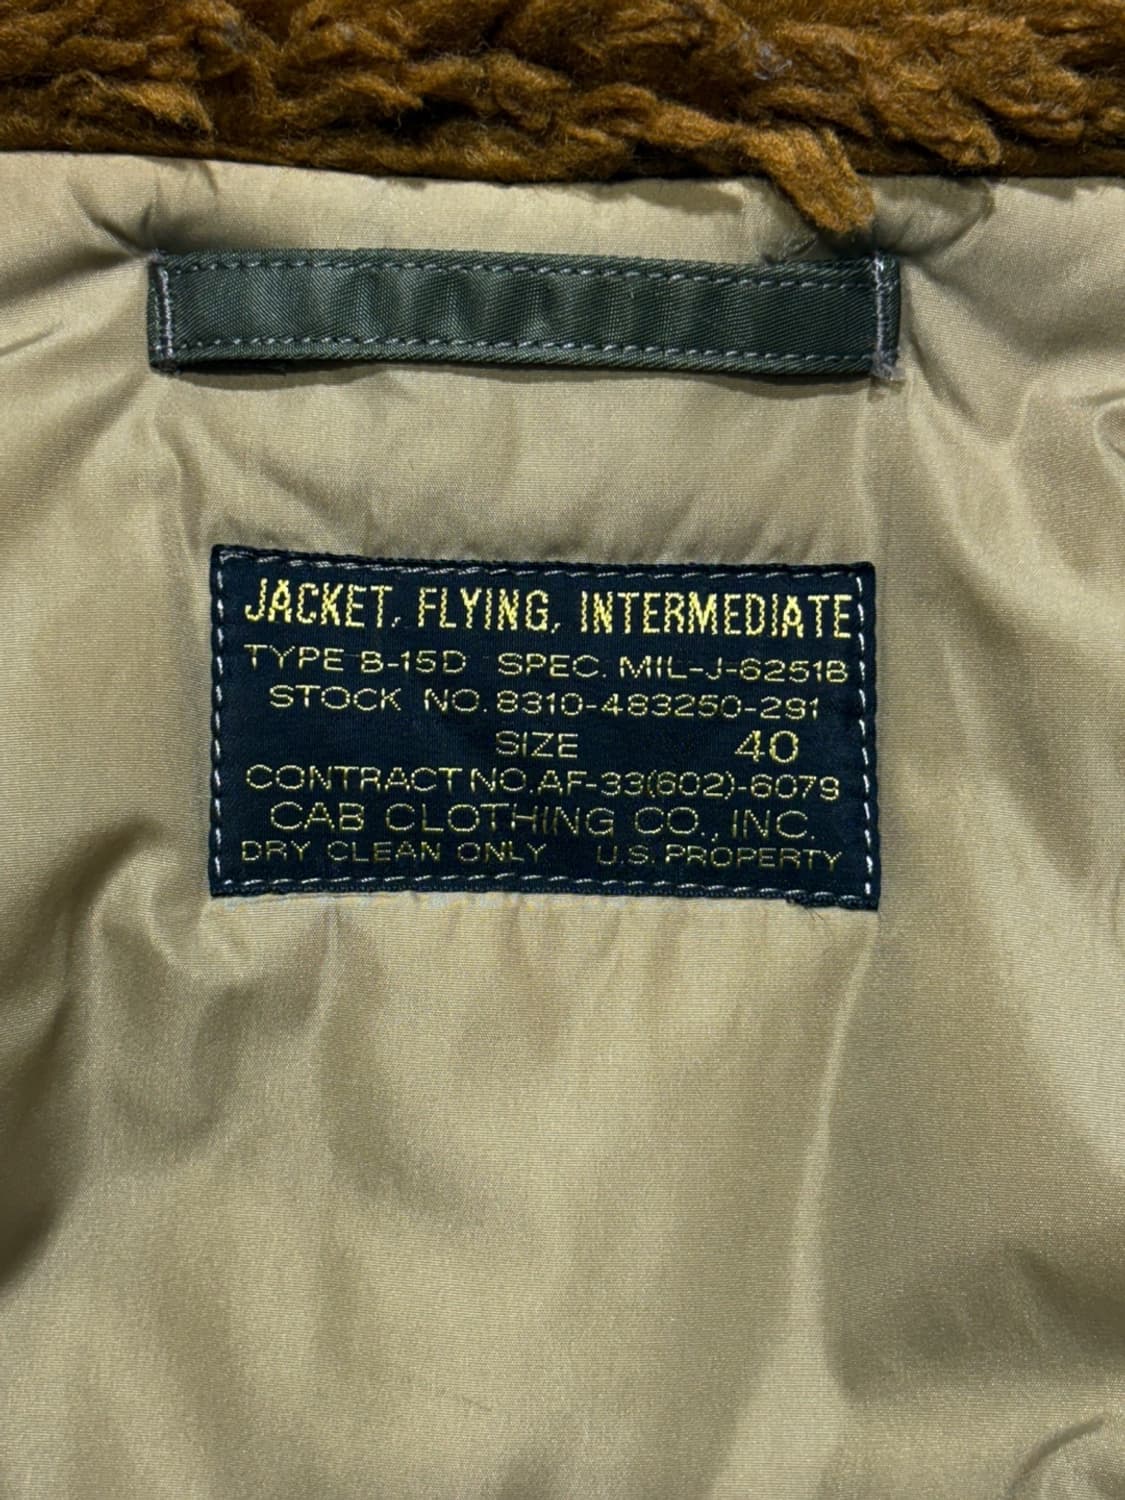 JACKET, FLYING, INTERMEDIATE
TYPE B-15D SPEC. MIL-J-6251B
STOCK NO. 8310-483250-291
SIZE 40
CONTRACT NO. AF-33(602)-6079
CAB CLOTHING CO., INC.
DRY CLEAN ONLY U.S. PROPERTY